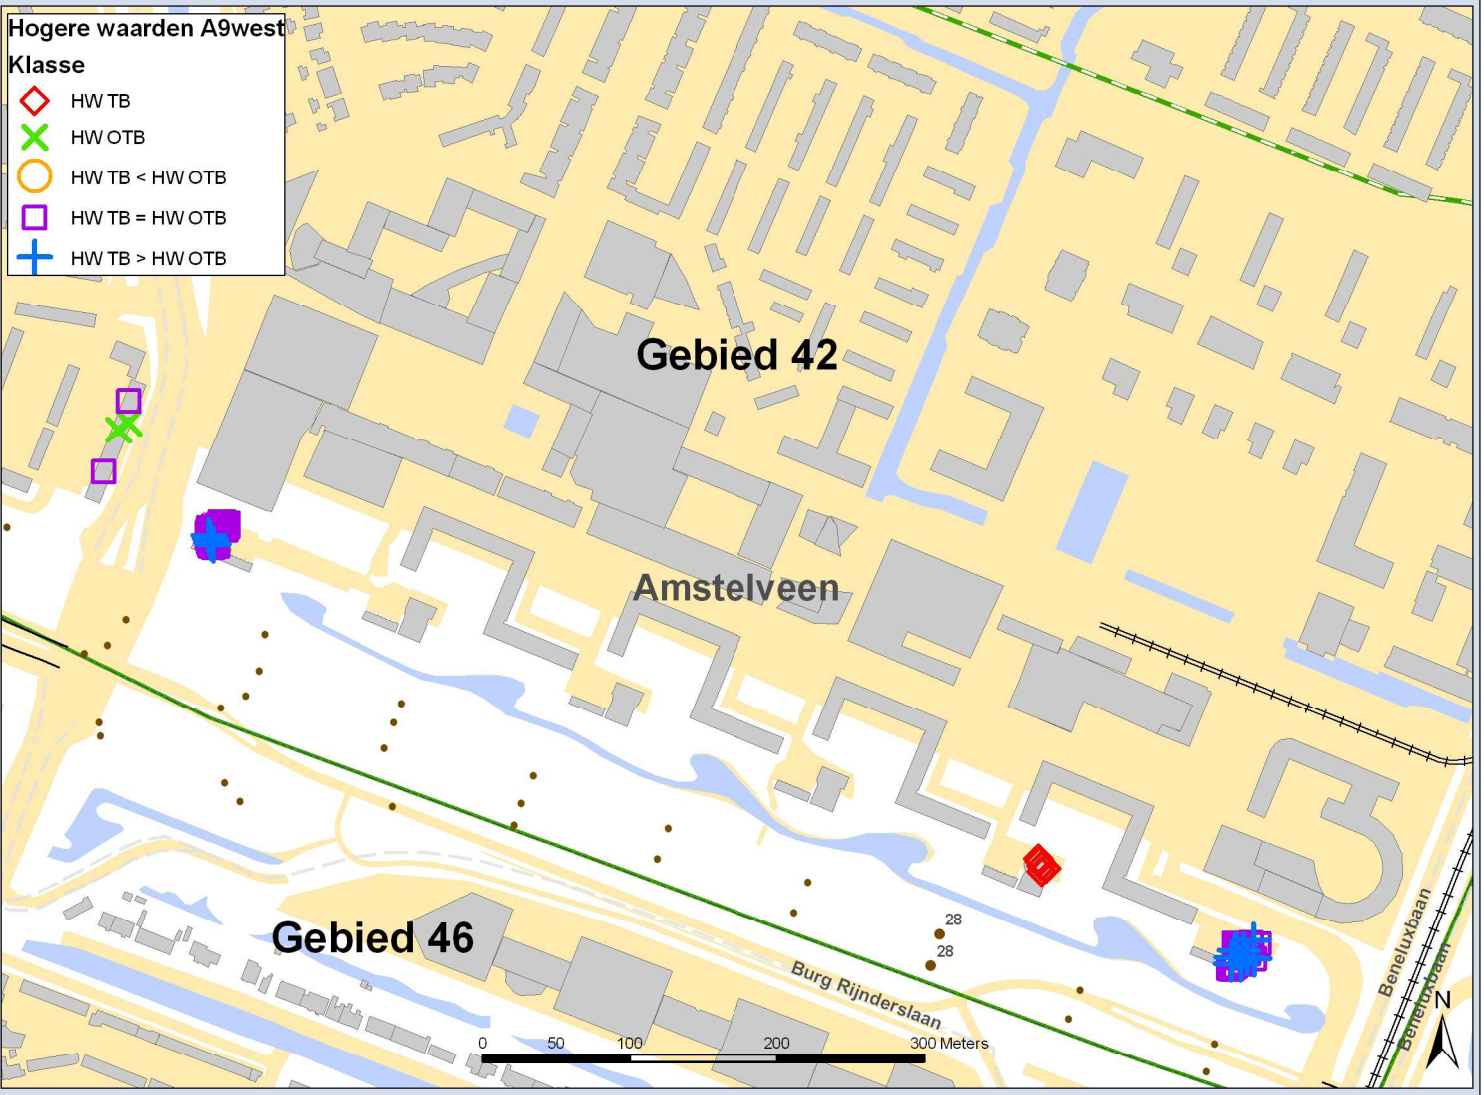 Hogere waarden A9west
Klasse
HW TB
HW OTB
HW TB < HW OTB
HW TB = HW OTB
HW TB > HW OTB
Gebied 42
Amstelveen
28
28
Gebied 46
Burg Rijnderslaan
Beneluxbaan
Beneluxbaan
N
0 50 100 200 300 Meters